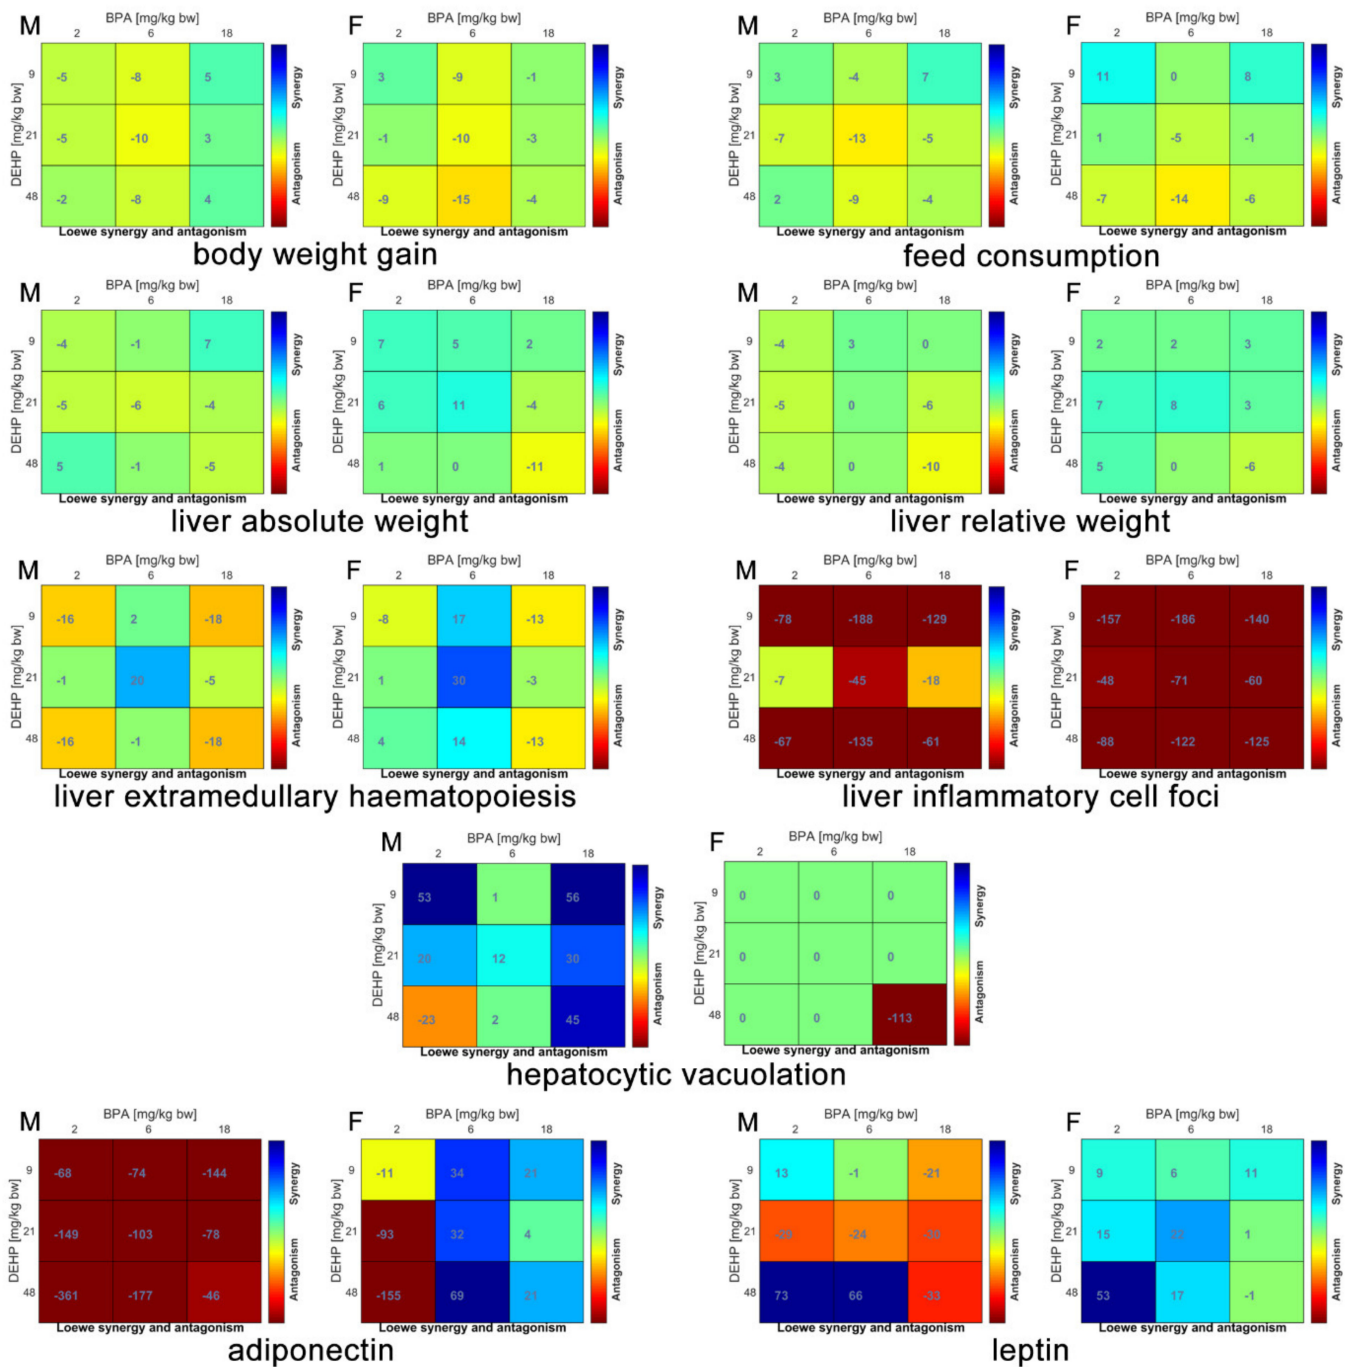 M BPA [mg/kg bw] F BPA [mg/kg bw] M BPA [mg/kg bw] F BPA [mg/kg bw]
2 6 18 2 6 18 2 6 18 2 6 18
9 -5 -8 5 9 3 -9 -1 9 3 -4 7 9 11 0 8
21 -5 -10 3 21 -1 -10 -3 21 -7 -13 -5 21 1 -5 -1
48 -2 -8 4 48 -9 -15 -4 48 2 -9 -4 48 -7 -14 -6
DEHP [mg/kg bw] Antagonism Synergy DEHP [mg/kg bw] Antagonism Synergy DEHP [mg/kg bw] Antagonism Synergy DEHP [mg/kg bw] Antagonism Synergy
Loewe synergy and antagonism Loewe synergy and antagonism Loewe synergy and antagonism Loewe synergy and antagonism
body weight gain feed consumption
M BPA [mg/kg bw] F BPA [mg/kg bw] M BPA [mg/kg bw] F BPA [mg/kg bw]
2 6 18 2 6 18 2 6 18 2 6 18
9 -4 -1 7 9 7 5 2 9 -4 3 0 9 2 2 3
21 -5 -6 -4 21 6 11 -4 21 -5 0 -6 21 7 8 3
48 5 -1 -5 48 1 0 -11 48 -4 0 -10 48 5 0 -6
DEHP [mg/kg bw] Antagonism Synergy DEHP [mg/kg bw] Antagonism Synergy DEHP [mg/kg bw] Antagonism Synergy DEHP [mg/kg bw] Antagonism Synergy
Loewe synergy and antagonism Loewe synergy and antagonism Loewe synergy and antagonism Loewe synergy and antagonism
liver absolute weight liver relative weight
M BPA [mg/kg bw] F BPA [mg/kg bw] M BPA [mg/kg bw] F BPA [mg/kg bw]
2 6 18 2 6 18 2 6 18 2 6 18
9 -16 2 -18 9 -8 17 -13 9 -78 -188 -129 9 -157 -186 -140
21 -1 20 -5 21 1 30 -3 21 -7 -45 -18 21 -48 -71 -60
48 -16 -1 -18 48 4 14 -13 48 -67 -135 -61 48 -88 -122 -125
DEHP [mg/kg bw] Antagonism Synergy DEHP [mg/kg bw] Antagonism Synergy DEHP [mg/kg bw] Antagonism Synergy DEHP [mg/kg bw] Antagonism Synergy
Loewe synergy and antagonism Loewe synergy and antagonism Loewe synergy and antagonism Loewe synergy and antagonism
liver extramedullary haematopoiesis liver inflammatory cell foci
M BPA [mg/kg bw] F BPA [mg/kg bw]
2 6 18 2 6 18
9 53 1 56 9 0 0 0
21 20 12 30 21 0 0 0
48 -23 2 45 48 0 0 -113
DEHP [mg/kg bw] Antagonism Synergy DEHP [mg/kg bw] Antagonism Synergy
Loewe synergy and antagonism Loewe synergy and antagonism
hepatocytic vacuolation
M BPA [mg/kg bw] F BPA [mg/kg bw] M BPA [mg/kg bw] F BPA [mg/kg bw]
2 6 18 2 6 18 2 6 18 2 6 18
9 -68 -74 -144 9 -11 34 21 9 13 -1 -21 9 9 6 11
21 -149 -103 -78 21 -93 32 4 21 -24 21 15 1
48 -361 -177 -46 48 -155 69 21 48 73 66 -33 48 53 17 -1
DEHP [mg/kg bw] Antagonism Synergy DEHP [mg/kg bw] Antagonism Synergy DEHP [mg/kg bw] Antagonism Synergy DEHP [mg/kg bw] Antagonism Synergy
Loewe synergy and antagonism Loewe synergy and antagonism Loewe synergy and antagonism Loewe synergy and antagonism
adiponectin leptin